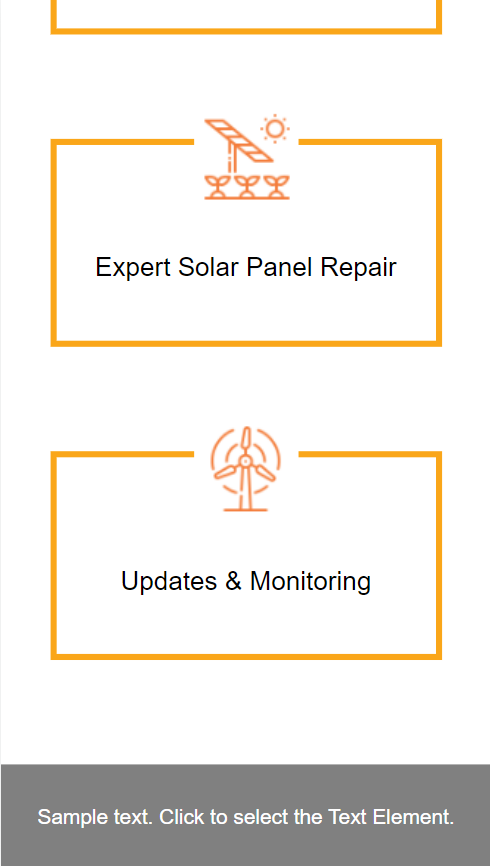 Expert Solar Panel Repair
Updates & Monitoring
Sample text. Click to select the Text Element.